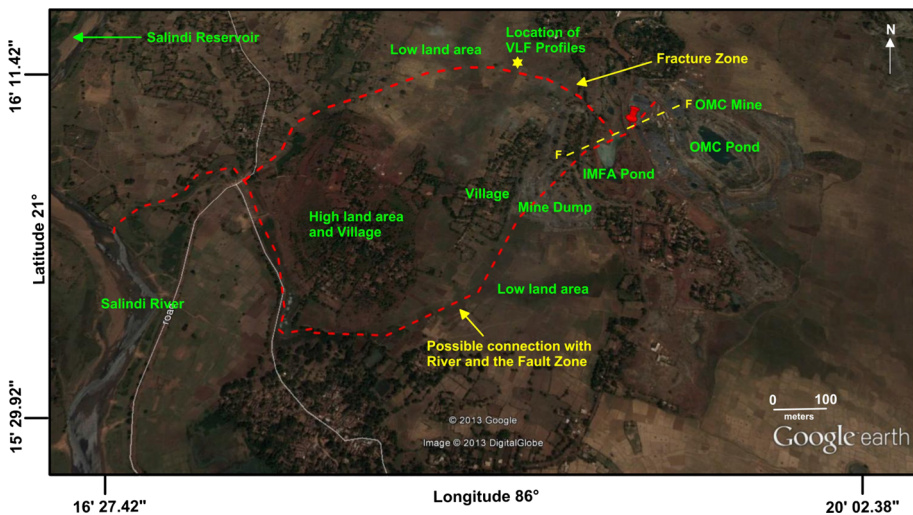 Salindi Reservoir
Low land area
Location of
VLF Profiles
N
Fracture Zone
16' 11.42"
F
OMC Mine
OMC Pond
F
IMFA Pond
Village
Mine Dump
High land area
and Village
Latitude 21°
Low land area
Salindi River
road
Possible connection with
River and the Fault Zone
0 100
meters
15' 29.92"
© 2013 Google
Image © 2013 DigitalGlobe
Google earth
16' 27.42"
Longitude 86°
20' 02.38"